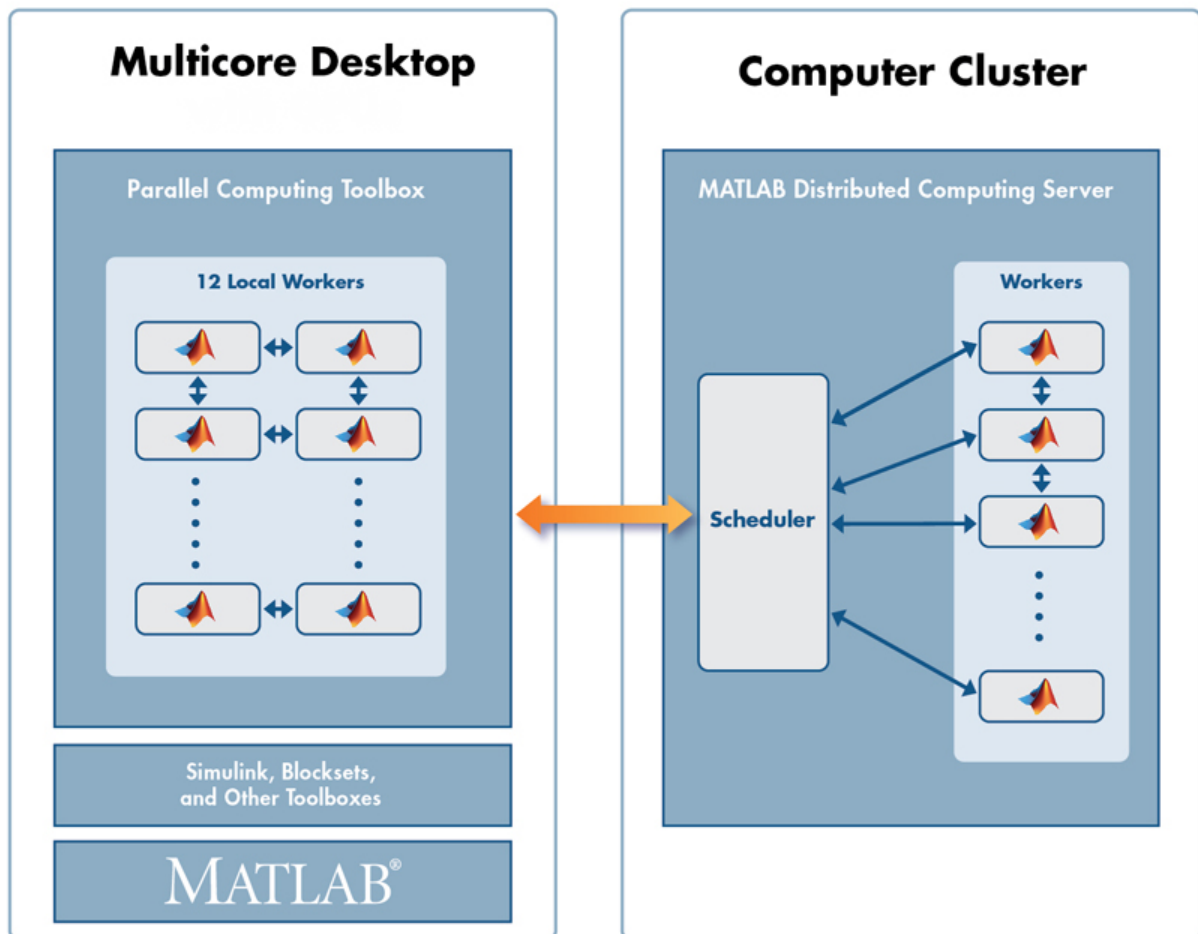 Multicore Desktop
Parallel Computing Toolbox
12 Local Workers
Simulink, Blocksets,
and Other Toolboxes
MATLAB®
Computer Cluster
MATLAB Distributed Computing Server
Workers
Scheduler